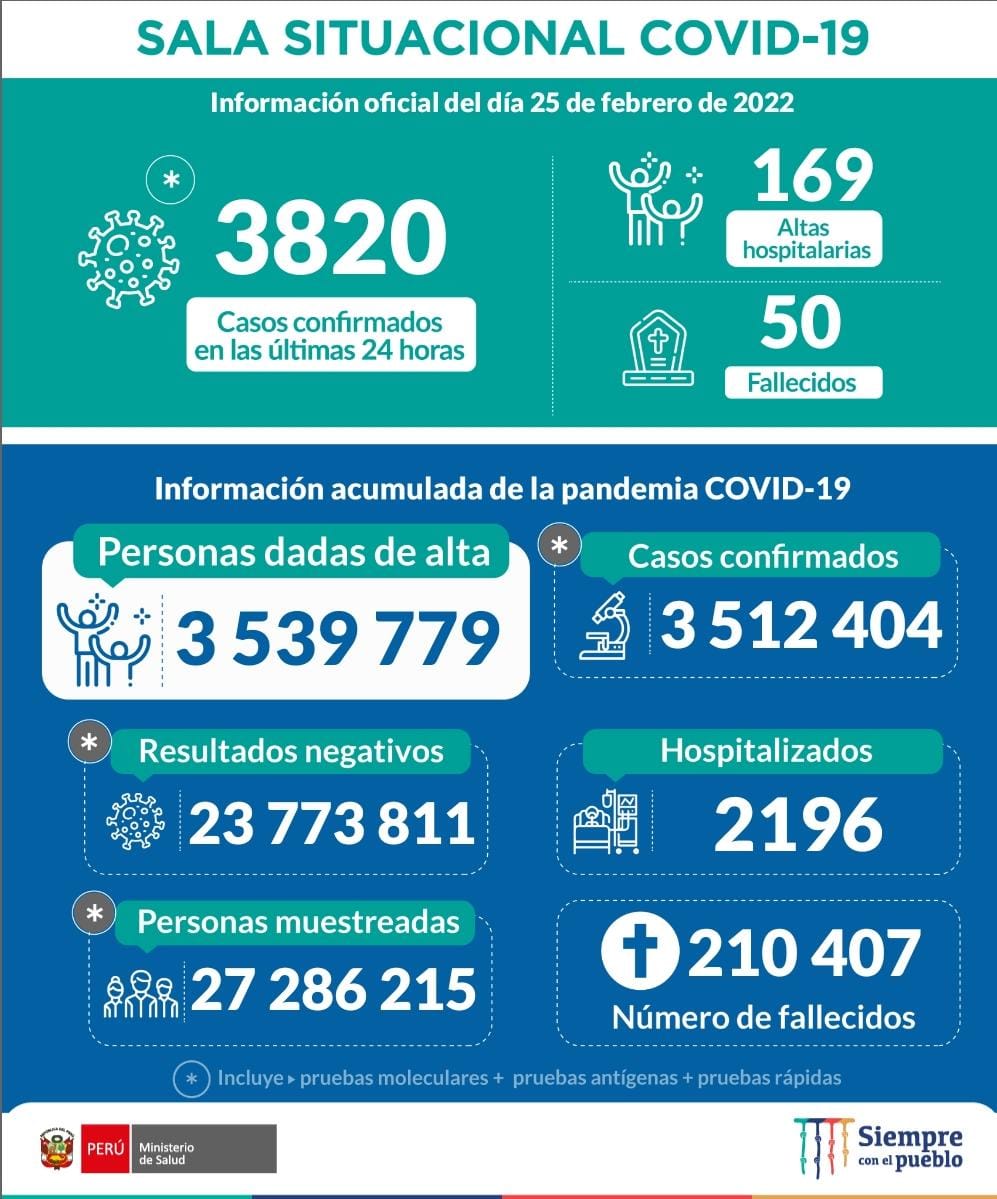 SALA SITUACIONAL COVID-19
Información oficial del día 25 de febrero de 2022
*
3820
Casos confirmados
en las últimas 24 horas
169
Altas
hospitalarias
50
Fallecidos
Información acumulada de la pandemia COVID-19
Personas dadas de alta
3 539 779
*
Casos confirmados
3 512 404
*
Resultados negativos
23 773 811
Hospitalizados
2196
*
Personas muestreadas
27 286 215
210 407
Número de fallecidos
* Incluye ▸ pruebas moleculares + pruebas antígenas + pruebas rápidas
PERÚ
Ministerio
de Salud
Siempre
con el pueblo